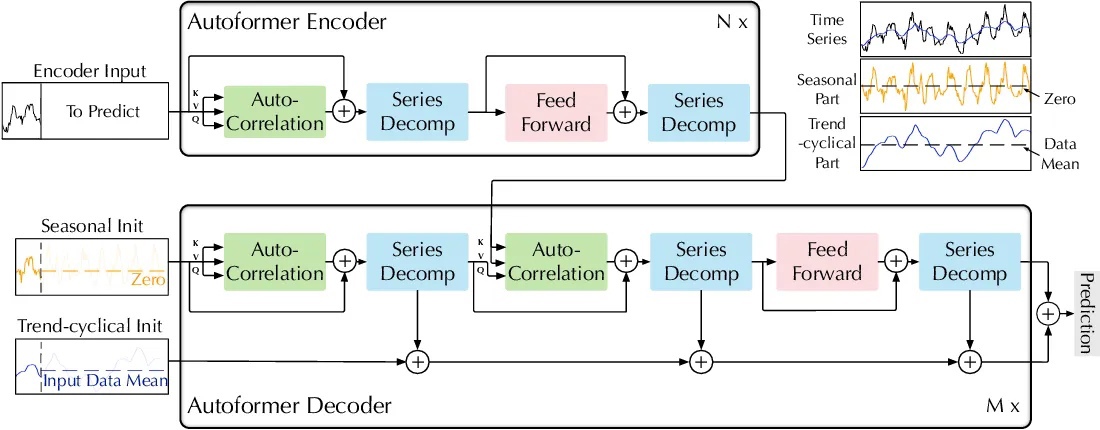 Autoformer Encoder
N x
Encoder Input
To Predict
K
V
Q
Auto-
Correlation
+
Series
Decomp
Feed
Forward
+
Series
Decomp
Time
Series
Seasonal
Part
Zero
Trend
-cyclical
Part
Data
Mean
Seasonal Init
Zero
K
V
Q
Auto-
Correlation
+
Series
Decomp
K
V
Q
Auto-
Correlation
+
Series
Decomp
Feed
Forward
+
Series
Decomp
+
Prediction
Trend-cyclical Init
Input Data Mean
+
+
+
Autoformer Decoder
M x